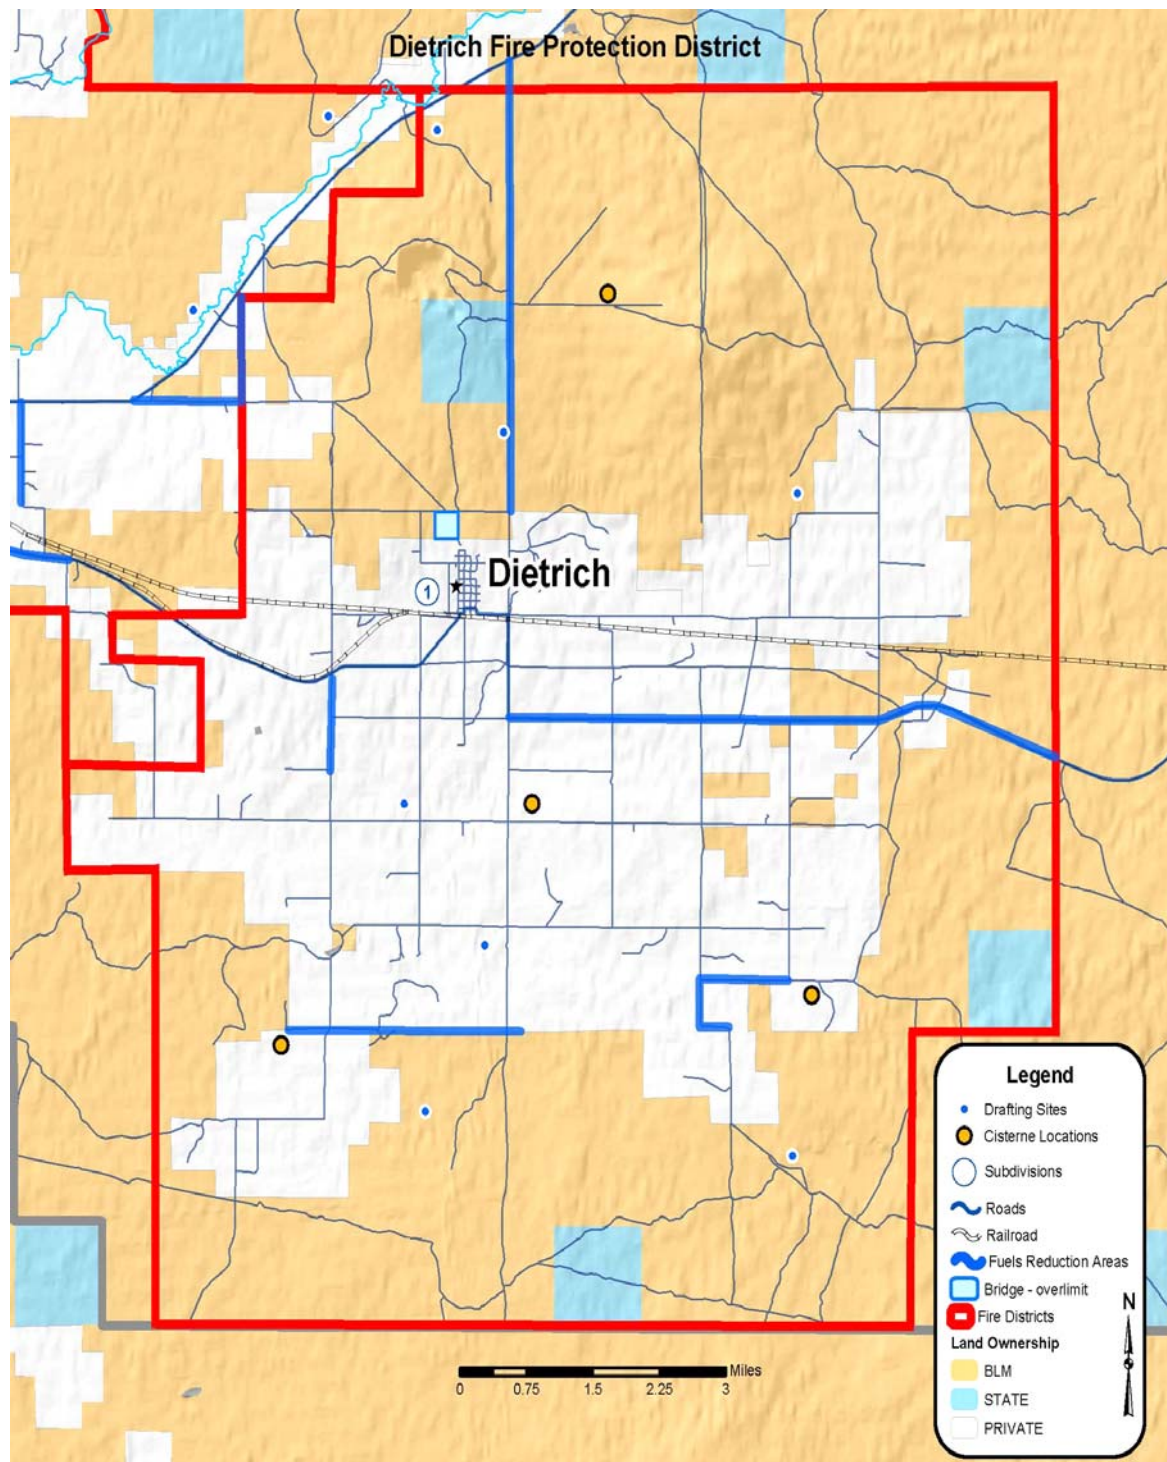 Dietrich Fire Protection District
Dietrich
1
Legend
Drafting Sites
Cisterne Locations
Subdivisions
Roads
Railroad
Fuels Reduction Areas
Bridge - overlimit
Fire Districts
Land Ownership
BLM
STATE
PRIVATE
N
Miles
0 0.75 1.5 2.25 3